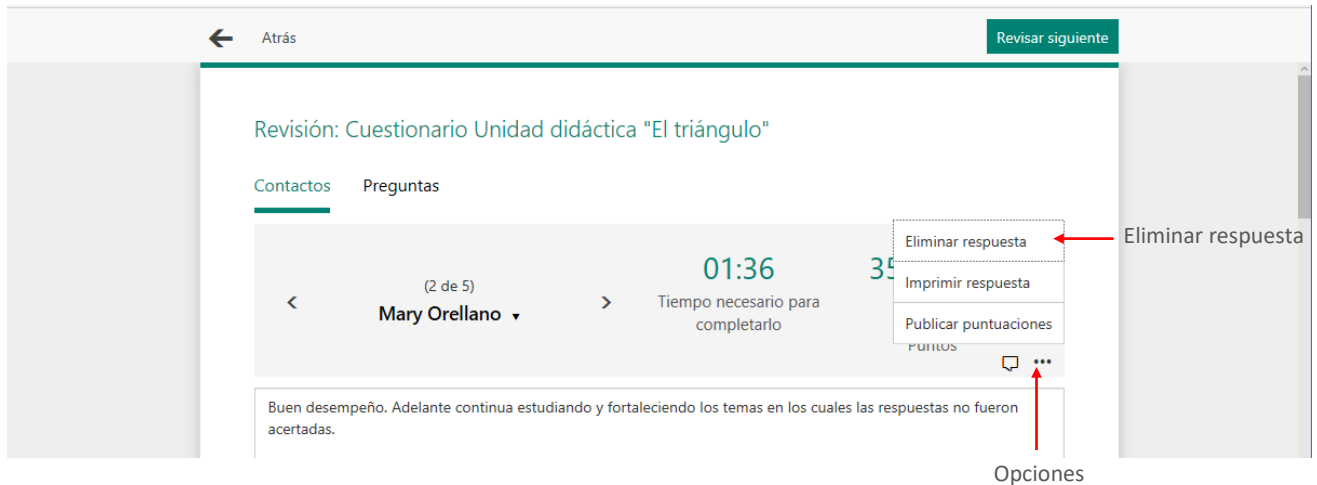 Atrás
Revisar siguiente
Revisión: Cuestionario Unidad didáctica "El triángulo"
Contactos Preguntas
Eliminar respuesta
Eliminar respuesta
01:36
35
Imprimir respuesta
(2 de 5)
Mary Orellano
Tiempo necesario para
completarlo
Publicar puntuaciones
Puntos
Buen desempeño. Adelante continua estudiando y fortaleciendo los temas en los cuales las respuestas no fueron
acertadas.
Opciones